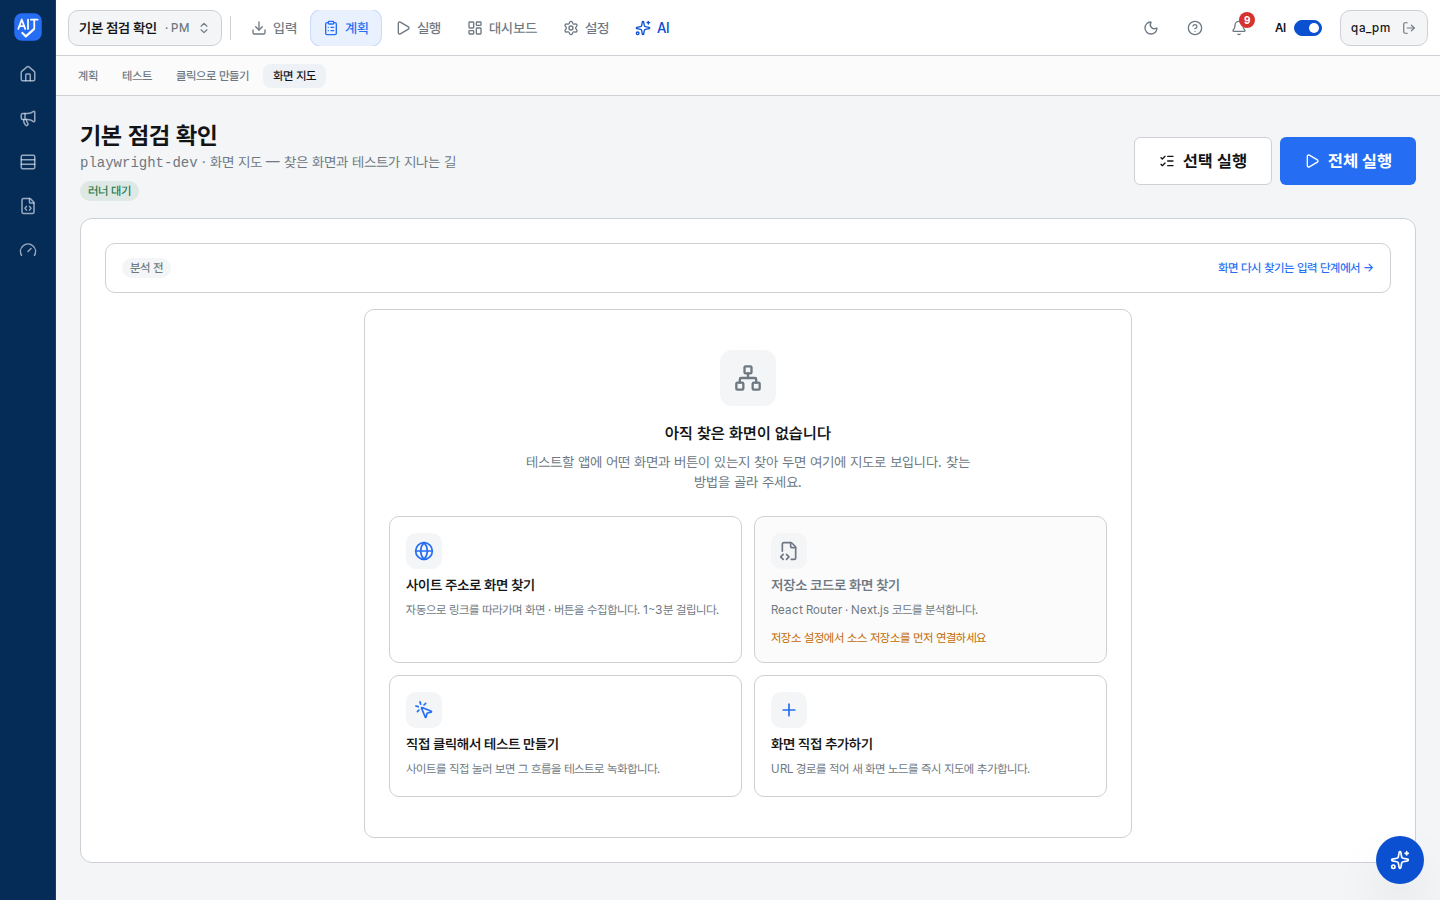 AIT
기본 점검 확인 · PM
입력
계획
실행
대시보드
설정
AI
9
AI
qa_pm
계획
테스트
클릭으로 만들기
화면 지도
기본 점검 확인
playwright-dev · 화면 지도 — 찾은 화면과 테스트가 지나는 길
러너 대기
선택 실행
전체 실행
분석 전
화면 다시 찾기는 입력 단계에서 →
아직 찾은 화면이 없습니다
테스트할 앱에 어떤 화면과 버튼이 있는지 찾아 두면 여기에 지도로 보입니다. 찾는
방법을 골라 주세요.
사이트 주소로 화면 찾기
자동으로 링크를 따라가며 화면 · 버튼을 수집합니다. 1~3분 걸립니다.
저장소 코드로 화면 찾기
React Router · Next.js 코드를 분석합니다.
저장소 설정에서 소스 저장소를 먼저 연결하세요
직접 클릭해서 테스트 만들기
사이트를 직접 눌러 보면 그 흐름을 테스트로 녹화합니다.
화면 직접 추가하기
URL 경로를 적어 새 화면 노드를 즉시 지도에 추가합니다.